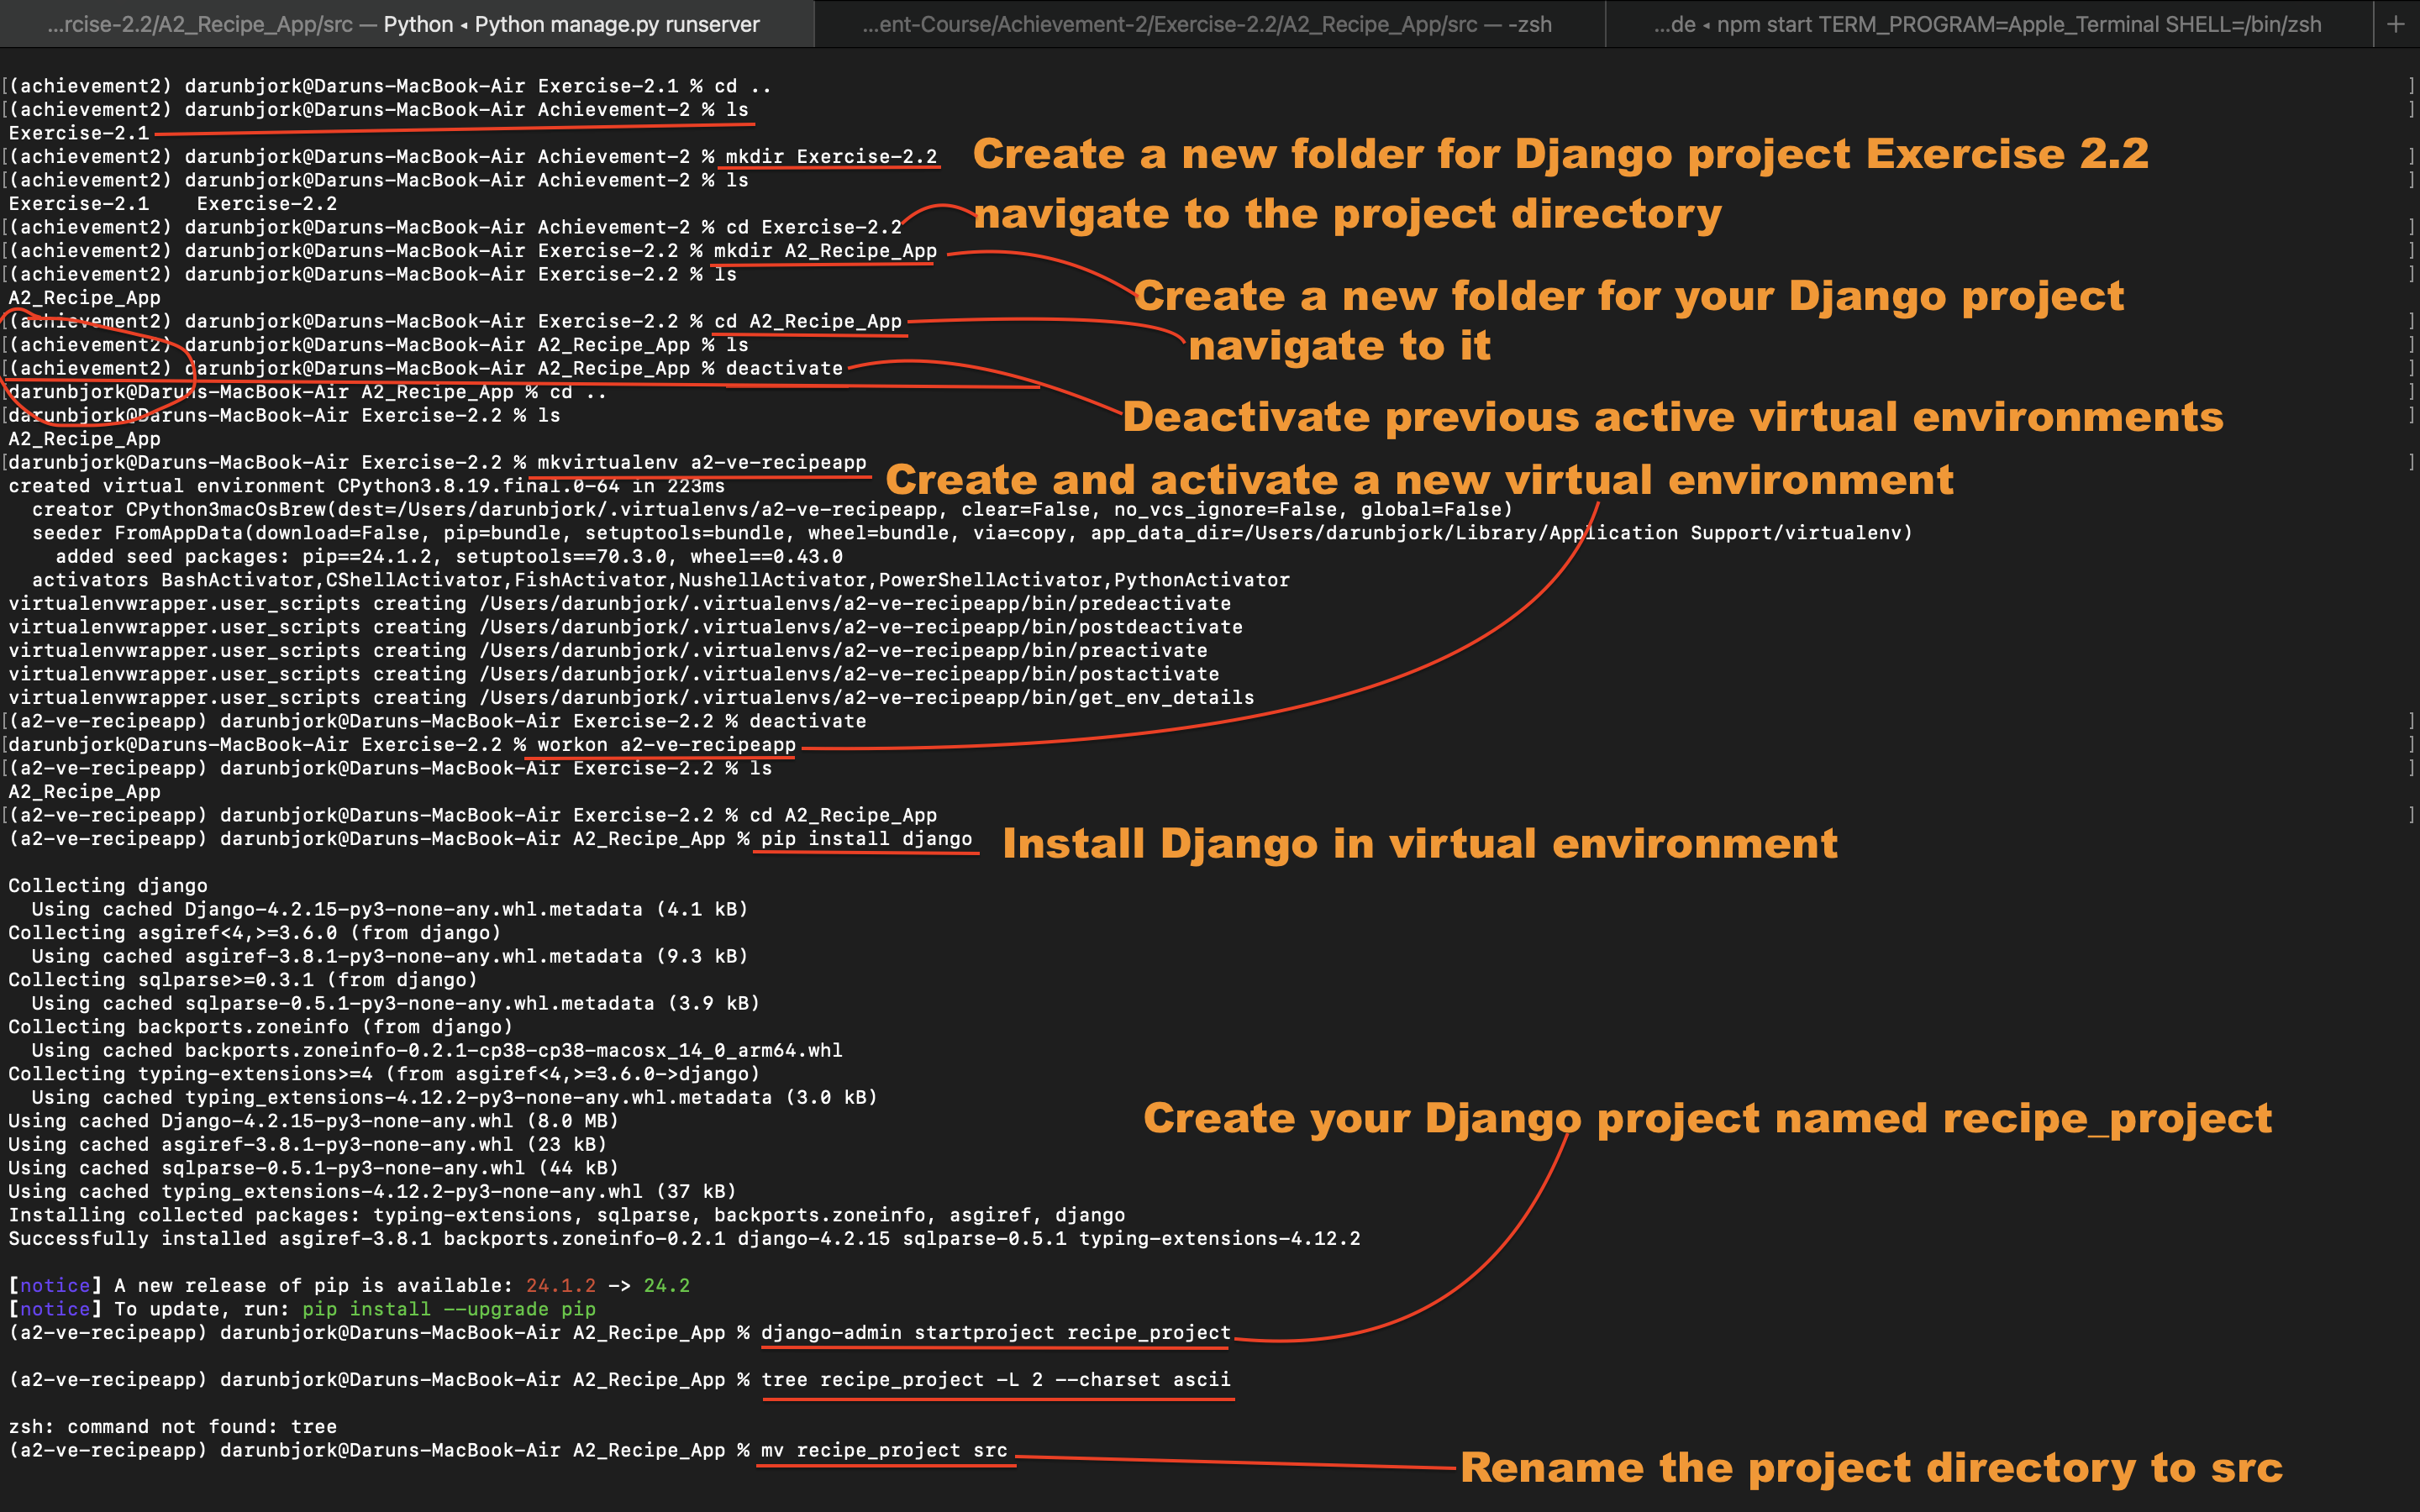 ...rcise-2.2/A2_Recipe_App/src — Python ◂ Python manage.py runserver
...ent-Course/Achievement-2/Exercise-2.2/A2_Recipe_App/src — -zsh
...de ◂ npm start TERM_PROGRAM=Apple_Terminal SHELL=/bin/zsh
+
[(achievement2) darunbjork@Daruns-MacBook-Air Exercise-2.1 % cd .. ]
[(achievement2) darunbjork@Daruns-MacBook-Air Achievement-2 % ls ]
Exercise-2.1
[(achievement2) darunbjork@Daruns-MacBook-Air Achievement-2 % mkdir Exercise-2.2 ]
Create a new folder for Django project Exercise 2.2
[(achievement2) darunbjork@Daruns-MacBook-Air Achievement-2 % ls ]
Exercise-2.1    Exercise-2.2
navigate to the project directory
[(achievement2) darunbjork@Daruns-MacBook-Air Achievement-2 % cd Exercise-2.2 ]
[(achievement2) darunbjork@Daruns-MacBook-Air Exercise-2.2 % mkdir A2_Recipe_App ]
[(achievement2) darunbjork@Daruns-MacBook-Air Exercise-2.2 % ls ]
A2_Recipe_App
Create a new folder for your Django project
[(achievement2) darunbjork@Daruns-MacBook-Air Exercise-2.2 % cd A2_Recipe_App ]
[(achievement2) darunbjork@Daruns-MacBook-Air A2_Recipe_App % ls ]
navigate to it
[(achievement2) darunbjork@Daruns-MacBook-Air A2_Recipe_App % deactivate ]
[darunbjork@Daruns-MacBook-Air A2_Recipe_App % cd .. ]
[darunbjork@Daruns-MacBook-Air Exercise-2.2 % ls ]
Deactivate previous active virtual environments
A2_Recipe_App
[darunbjork@Daruns-MacBook-Air Exercise-2.2 % mkvirtualenv a2-ve-recipeapp ]
Create and activate a new virtual environment
created virtual environment CPython3.8.19.final.0-64 in 223ms
  creator CPython3macOsBrew(dest=/Users/darunbjork/.virtualenvs/a2-ve-recipeapp, clear=False, no_vcs_ignore=False, global=False)
  seeder FromAppData(download=False, pip=bundle, setuptools=bundle, wheel=bundle, via=copy, app_data_dir=/Users/darunbjork/Library/Application Support/virtualenv)
    added seed packages: pip==24.1.2, setuptools==70.3.0, wheel==0.43.0
  activators BashActivator,CShellActivator,FishActivator,NushellActivator,PowerShellActivator,PythonActivator
virtualenvwrapper.user_scripts creating /Users/darunbjork/.virtualenvs/a2-ve-recipeapp/bin/predeactivate
virtualenvwrapper.user_scripts creating /Users/darunbjork/.virtualenvs/a2-ve-recipeapp/bin/postdeactivate
virtualenvwrapper.user_scripts creating /Users/darunbjork/.virtualenvs/a2-ve-recipeapp/bin/preactivate
virtualenvwrapper.user_scripts creating /Users/darunbjork/.virtualenvs/a2-ve-recipeapp/bin/postactivate
virtualenvwrapper.user_scripts creating /Users/darunbjork/.virtualenvs/a2-ve-recipeapp/bin/get_env_details
[(a2-ve-recipeapp) darunbjork@Daruns-MacBook-Air Exercise-2.2 % deactivate ]
[darunbjork@Daruns-MacBook-Air Exercise-2.2 % workon a2-ve-recipeapp ]
[(a2-ve-recipeapp) darunbjork@Daruns-MacBook-Air Exercise-2.2 % ls ]
A2_Recipe_App
[(a2-ve-recipeapp) darunbjork@Daruns-MacBook-Air Exercise-2.2 % cd A2_Recipe_App ]
(a2-ve-recipeapp) darunbjork@Daruns-MacBook-Air A2_Recipe_App % pip install django
Install Django in virtual environment
Collecting django
  Using cached Django-4.2.15-py3-none-any.whl.metadata (4.1 kB)
Collecting asgiref<4,>=3.6.0 (from django)
  Using cached asgiref-3.8.1-py3-none-any.whl.metadata (9.3 kB)
Collecting sqlparse>=0.3.1 (from django)
  Using cached sqlparse-0.5.1-py3-none-any.whl.metadata (3.9 kB)
Collecting backports.zoneinfo (from django)
  Using cached backports.zoneinfo-0.2.1-cp38-cp38-macosx_14_0_arm64.whl
Collecting typing-extensions>=4 (from asgiref<4,>=3.6.0->django)
  Using cached typing_extensions-4.12.2-py3-none-any.whl.metadata (3.0 kB)
Using cached Django-4.2.15-py3-none-any.whl (8.0 MB)
Create your Django project named recipe_project
Using cached asgiref-3.8.1-py3-none-any.whl (23 kB)
Using cached sqlparse-0.5.1-py3-none-any.whl (44 kB)
Using cached typing_extensions-4.12.2-py3-none-any.whl (37 kB)
Installing collected packages: typing-extensions, sqlparse, backports.zoneinfo, asgiref, django
Successfully installed asgiref-3.8.1 backports.zoneinfo-0.2.1 django-4.2.15 sqlparse-0.5.1 typing-extensions-4.12.2
[notice] A new release of pip is available: 24.1.2 -> 24.2
[notice] To update, run: pip install --upgrade pip
(a2-ve-recipeapp) darunbjork@Daruns-MacBook-Air A2_Recipe_App % django-admin startproject recipe_project
(a2-ve-recipeapp) darunbjork@Daruns-MacBook-Air A2_Recipe_App % tree recipe_project -L 2 --charset ascii
zsh: command not found: tree
(a2-ve-recipeapp) darunbjork@Daruns-MacBook-Air A2_Recipe_App % mv recipe_project src
Rename the project directory to src